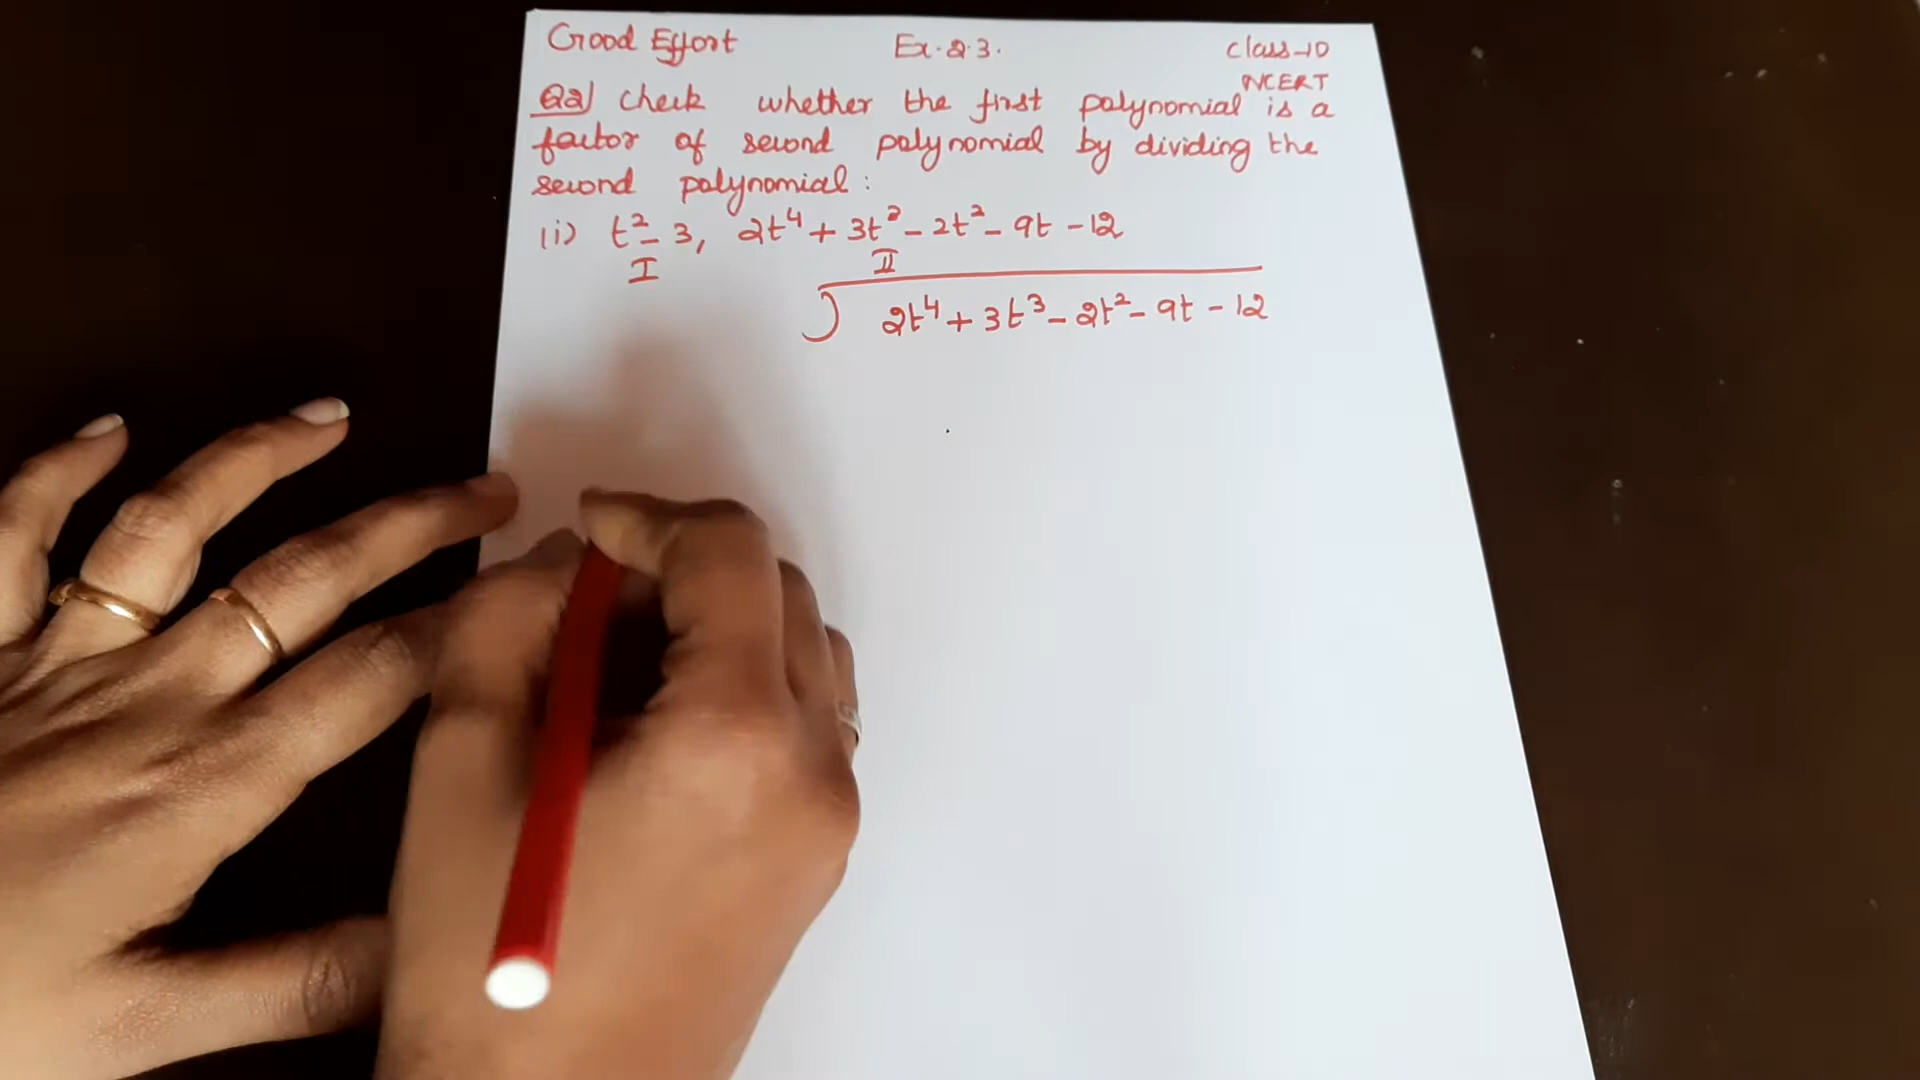 Good Effort Ex. 2.3. Class-10
NCERT
Q2) Check whether the first polynomial is a
factor of second polynomial by dividing the
second polynomial :
(i) t² - 3, 2t⁴ + 3t² - 2t² - 9t - 12
I II
2t⁴ + 3t³ - 2t² - 9t - 12